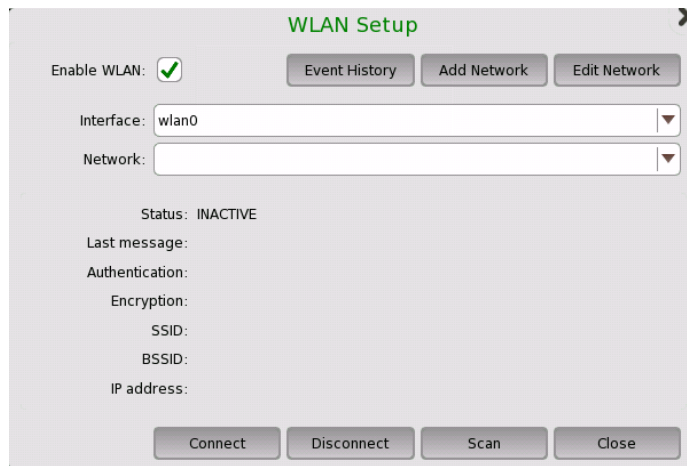 WLAN Setup
Enable WLAN: Event History Add Network Edit Network
Interface: wlan0
Network:
Status: INACTIVE
Last message:
Authentication:
Encryption:
SSID:
BSSID:
IP address:
Connect Disconnect Scan Close